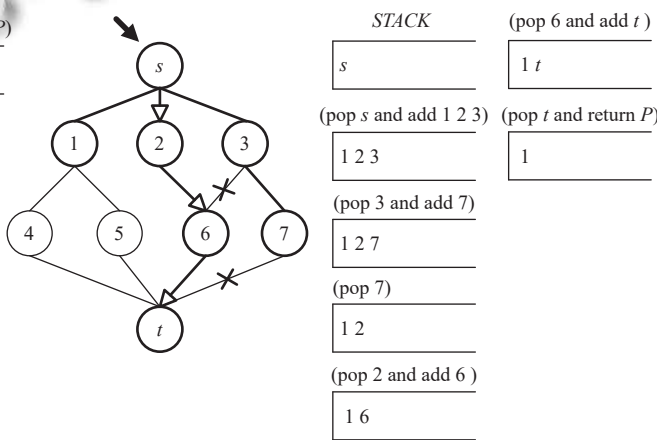 P)
s
1
2
3
4
5
6
7
t
STACK
s
(pop s and add 1 2 3)
1 2 3
(pop 3 and add 7)
1 2 7
(pop 7)
1 2
(pop 2 and add 6 )
1 6
(pop 6 and add t )
1 t
(pop t and return P)
1